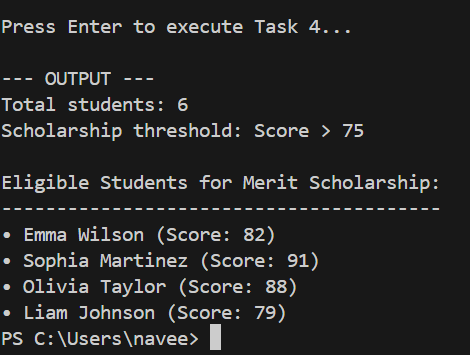 Press Enter to execute Task 4...
--- OUTPUT ---
Total students: 6
Scholarship threshold: Score > 75
Eligible Students for Merit Scholarship:
----------------------------------------
• Emma Wilson (Score: 82)
• Sophia Martinez (Score: 91)
• Olivia Taylor (Score: 88)
• Liam Johnson (Score: 79)
PS C:\Users\navee>